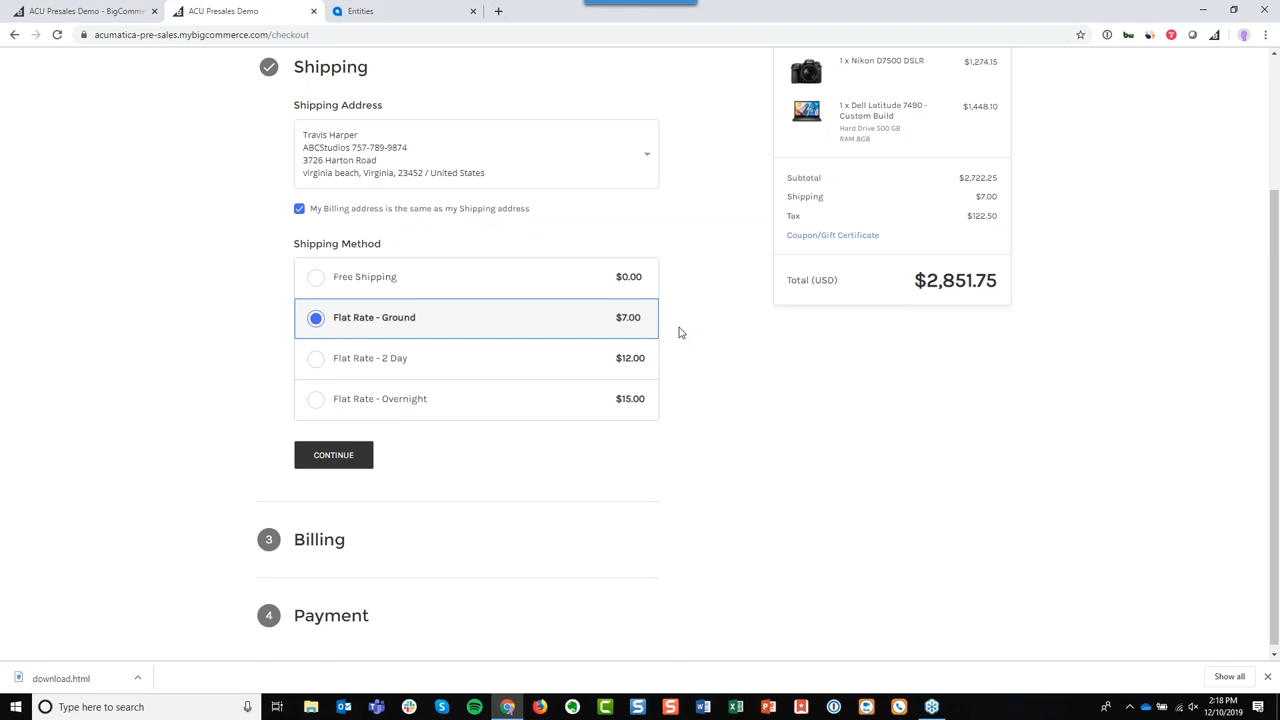 ACU Presales Demo - BigComme
ACU Presales Demo
Entities
acumatica-pre-sales.mybigcommerce.com/checkout
Shipping
Shipping Address
Travis Harper
ABCStudios 757-789-9874
3726 Harton Road
virginia beach, Virginia, 23452 / United States
My Billing address is the same as my Shipping address
Shipping Method
Free Shipping $0.00
Flat Rate - Ground $7.00
Flat Rate - 2 Day $12.00
Flat Rate - Overnight $15.00
CONTINUE
3 Billing
4 Payment
1 x Nikon D7500 DSLR $1,274.15
1 x Dell Latitude 7490 - $1,448.10
Custom Build
Hard Drive 500 GB
RAM 8GB
Subtotal $2,722.25
Shipping $7.00
Tax $122.50
Coupon/Gift Certificate
Total (USD) $2,851.75
download.html
Show all
Type here to search
2:18 PM
12/10/2019